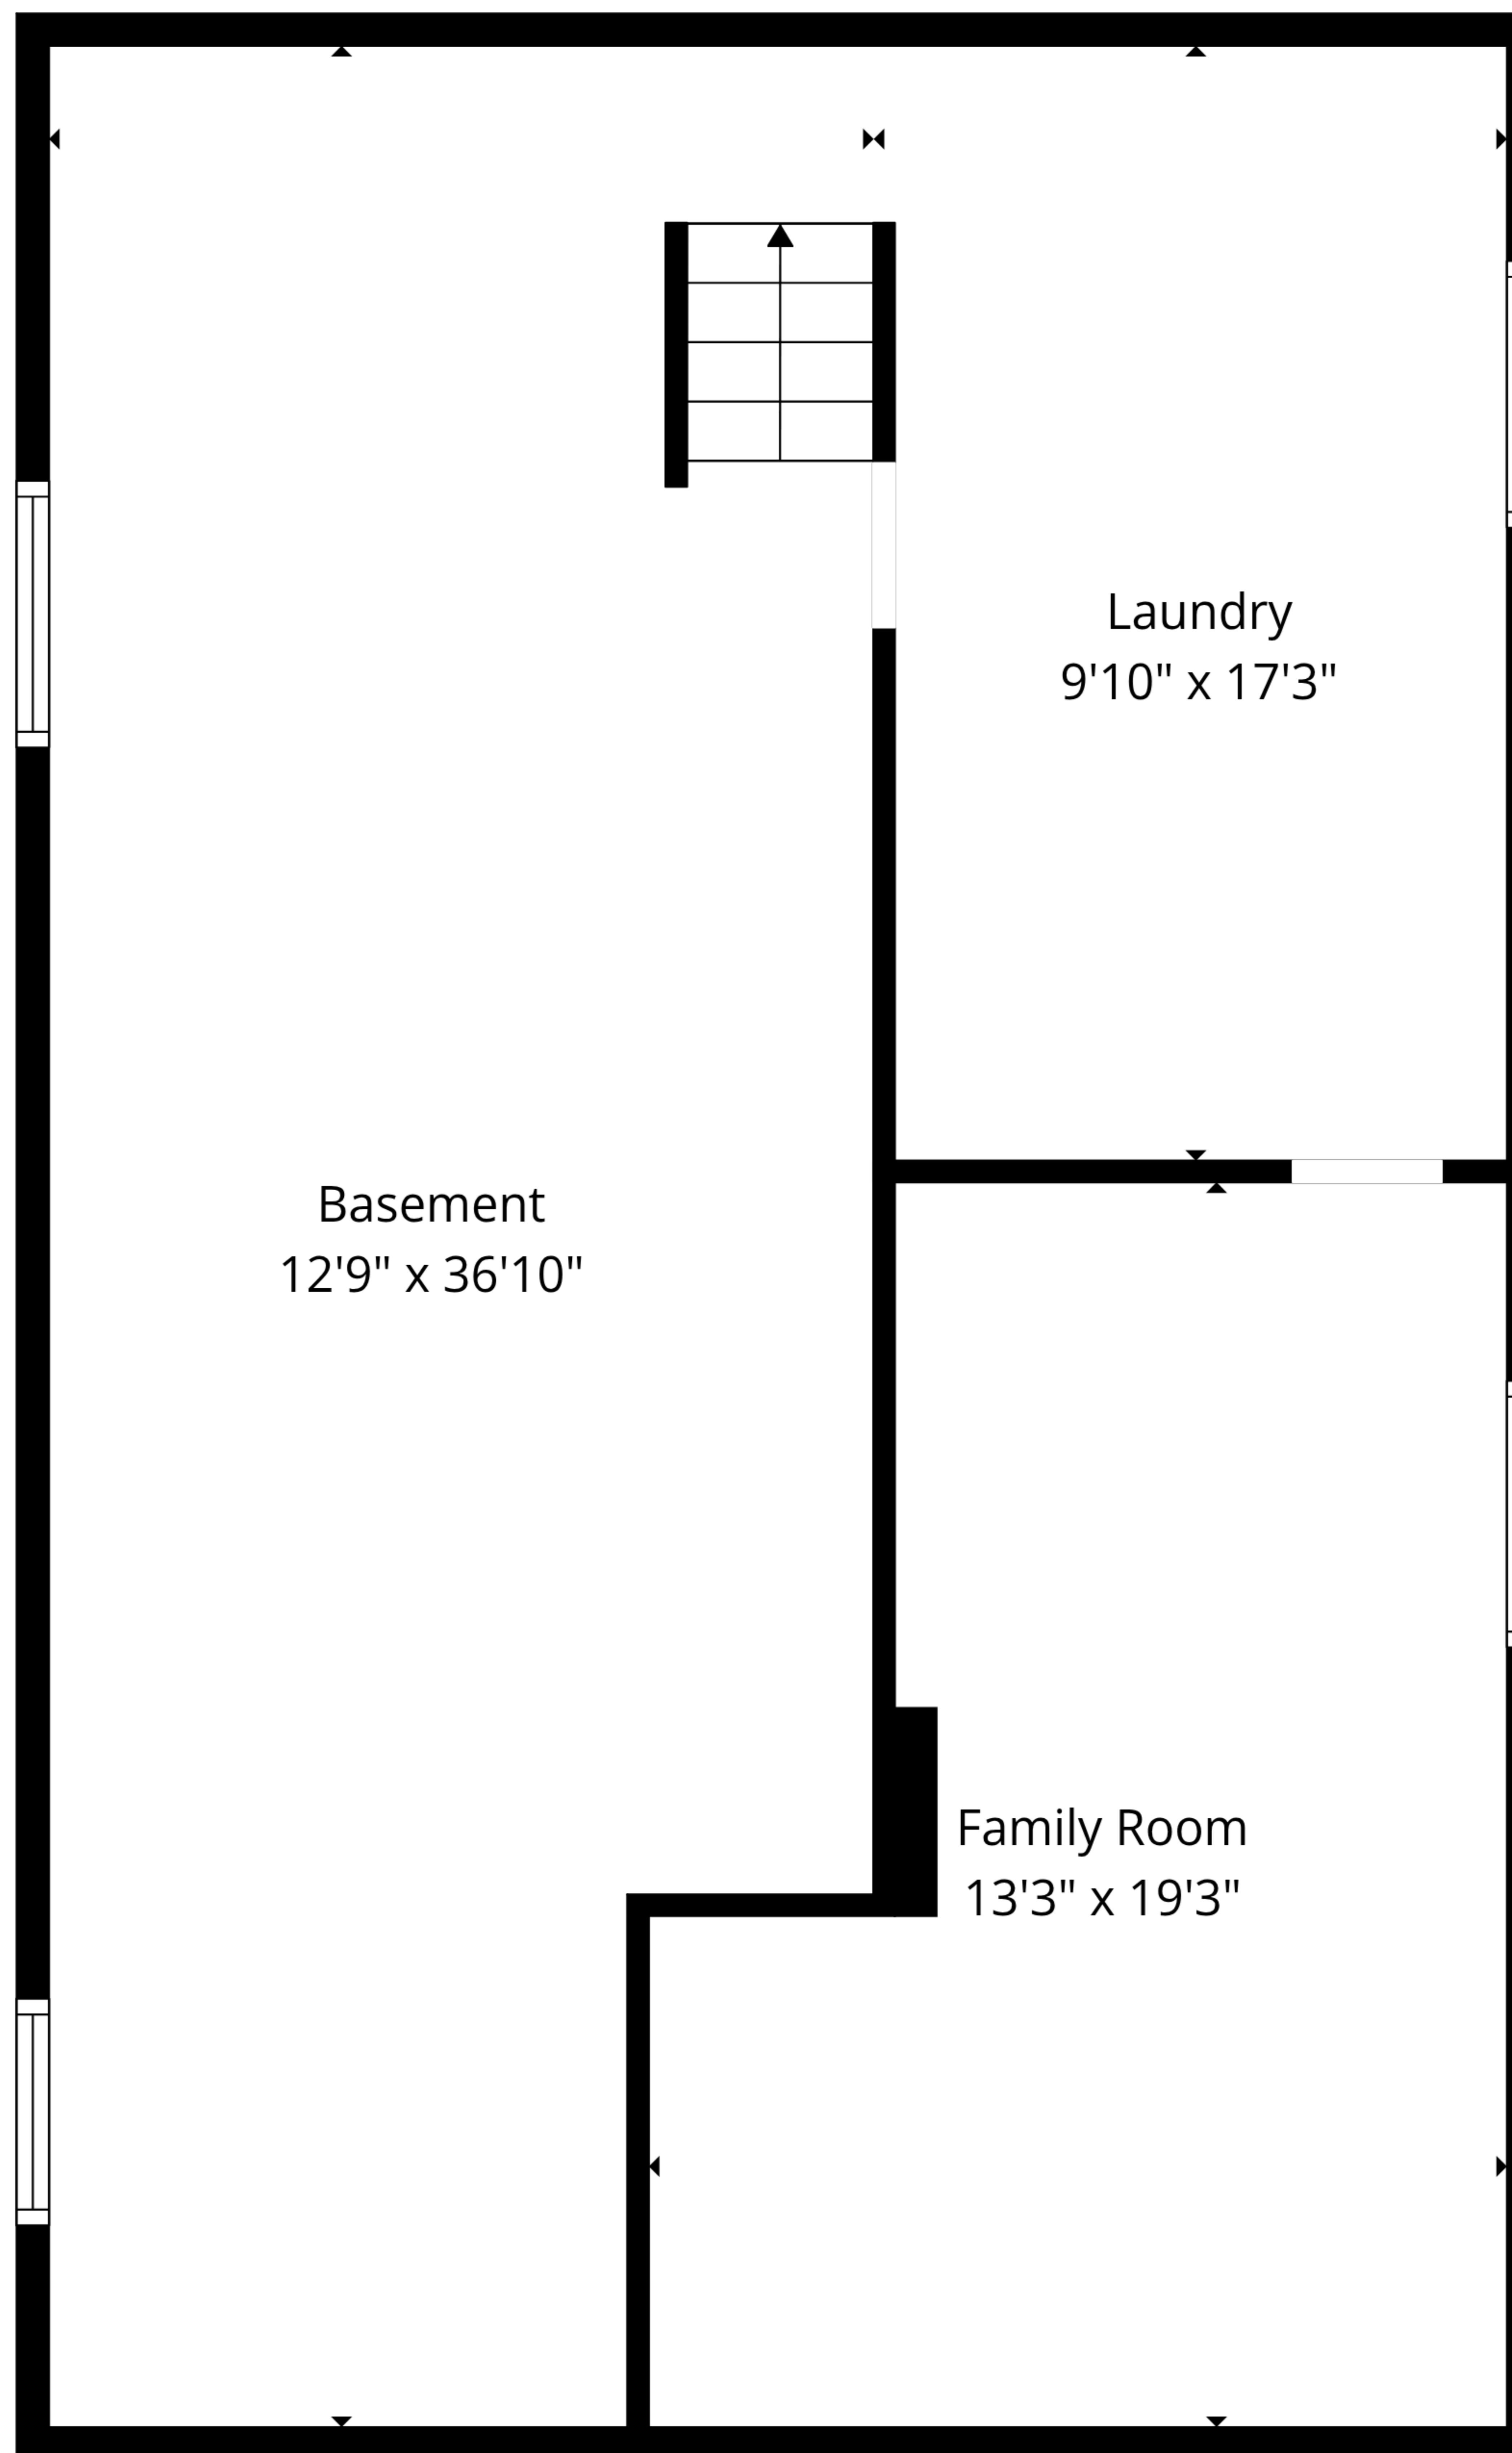 Laundry
9'10" x 17'3"
Basement
12'9" x 36'10"
Family Room
13'3" x 19'3"